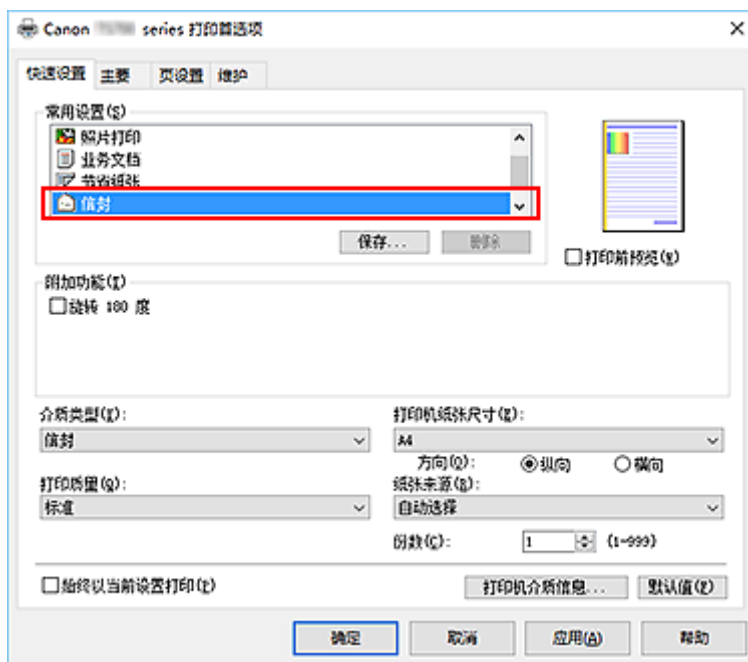 Canon series 打印首选项
快速设置 主要 页设置 维护
常用设置(S)
照片打印
业务文档
节省纸张
信封
保存... 删除
打印前预览(W)
附加功能(T)
旋转 180 度
介质类型(Y):
信封
打印机纸张尺寸(Z):
A4
方向(O): 纵向 横向
打印质量(Q):
标准
纸张来源(B):
自动选择
份数(C): 1 (1-999)
始终以当前设置打印(P)
打印机介质信息... 默认值(Z)
确定 取消 应用(A) 帮助